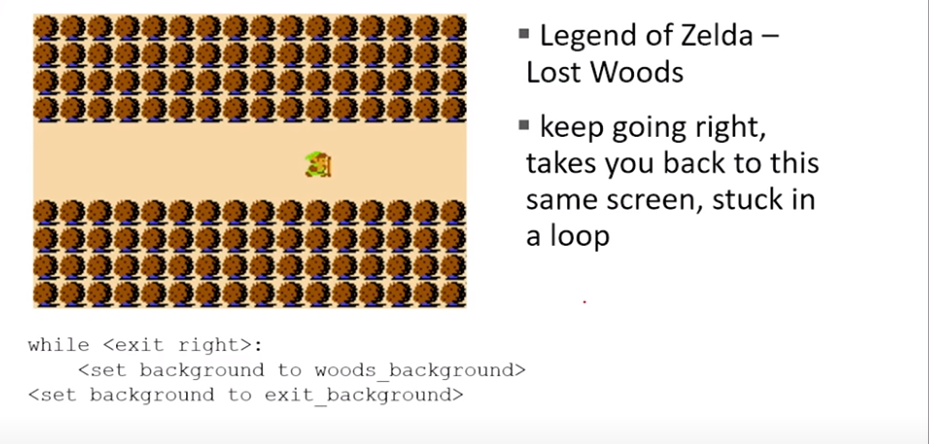 ▪ Legend of Zelda –
Lost Woods
▪ keep going right,
takes you back to this
same screen, stuck in
a loop
while <exit right>:
    <set background to woods_background>
<set background to exit_background>